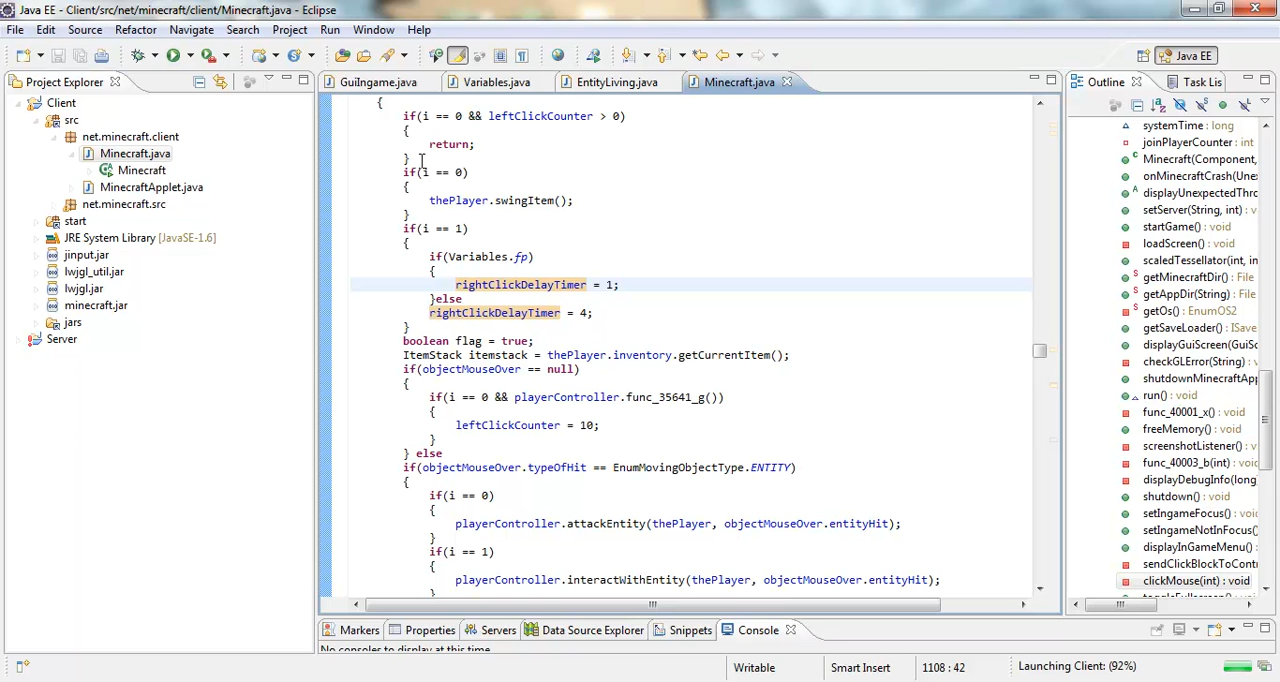 Java EE - Client/src/net/minecraft/client/Minecraft.java - Eclipse
File Edit Source Refactor Navigate Search Project Run Window Help
Java EE
Project Explorer
GuiIngame.java Variables.java EntityLiving.java Minecraft.java
Outline Task Lis
Client
src
net.minecraft.client
Minecraft.java
Minecraft
MinecraftApplet.java
net.minecraft.src
start
JRE System Library [JavaSE-1.6]
jinput.jar
lwjgl_util.jar
lwjgl.jar
minecraft.jar
jars
Server
{
if(i == 0 && leftClickCounter > 0)
{
return;
}
if(i == 0)
{
thePlayer.swingItem();
}
if(i == 1)
{
if(Variables.fp)
{
rightClickDelayTimer = 1;
}else
rightClickDelayTimer = 4;
}
boolean flag = true;
ItemStack itemstack = thePlayer.inventory.getCurrentItem();
if(objectMouseOver == null)
{
if(i == 0 && playerController.func_35641_g())
{
leftClickCounter = 10;
}
} else
if(objectMouseOver.typeOfHit == EnumMovingObjectType.ENTITY)
{
if(i == 0)
{
playerController.attackEntity(thePlayer, objectMouseOver.entityHit);
}
if(i == 1)
{
playerController.interactWithEntity(thePlayer, objectMouseOver.entityHit);
}
systemTime : long
joinPlayerCounter : int
Minecraft(Component,
onMinecraftCrash(Unex
displayUnexpectedThro
setServer(String, int) : v
startGame() : void
loadScreen() : void
scaledTessellator(int, in
getMinecraftDir() : File
getAppDir(String) : File
getOs() : EnumOS2
getSaveLoader() : ISave
displayGuiScreen(GuiSc
checkGLError(String) :
shutdownMinecraftApp
run() : void
func_40001_x() : void
freeMemory() : void
screenshotListener() : v
func_40003_b(int) : void
displayDebugInfo(long
shutdown() : void
setIngameFocus() : void
setIngameNotInFocus()
displayInGameMenu() :
sendClickBlockToContr
clickMouse(int) : void
Markers Properties Servers Data Source Explorer Snippets Console
No consoles to display at this time.
Writable Smart Insert 1108 : 42 Launching Client: (92%)